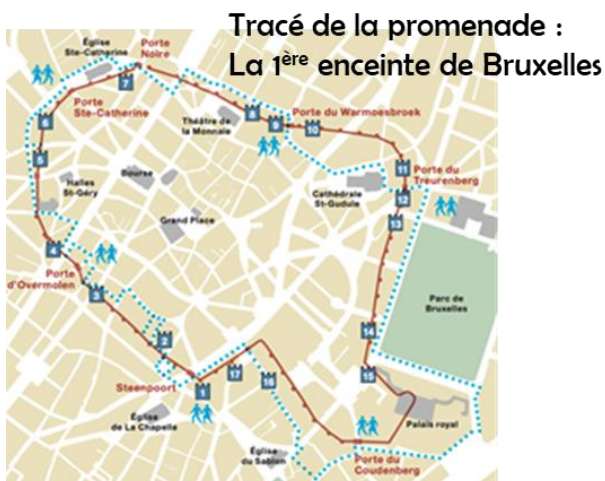 Tracé de la promenade :
La 1ère enceinte de Bruxelles
Église
Ste-Catherine
Porte
Noire
7
Porte
Ste-Catherine
Théâtre de
la Monnaie
8
9
10
Porte du Warmoesbroek
6
5
Halles
St-Géry
Bourse
Grand Place
Cathédrale
St-Gudule
11
12
13
Porte du
Treurenberg
4
Porte
d'Overmolen
3
2
Parc de
Bruxelles
14
15
Steenpoort
1
17
16
Église
de La Chapelle
Église
du Sablon
Palais royal
Porte du
Coudenberg